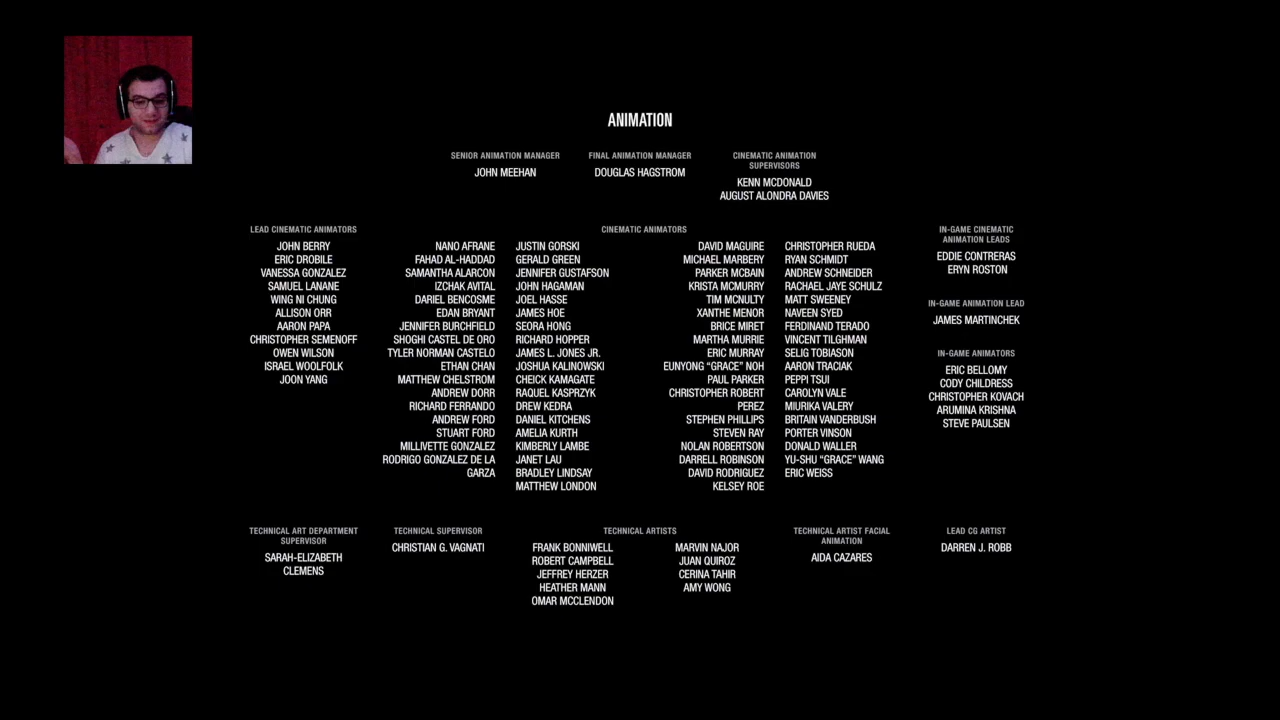 ANIMATION
SENIOR ANIMATION MANAGER
JOHN MEEHAN
FINAL ANIMATION MANAGER
DOUGLAS HAGSTROM
CINEMATIC ANIMATION
SUPERVISORS
KENN MCDONALD
AUGUST ALONDRA DAVIES
LEAD CINEMATIC ANIMATORS
JOHN BERRY
ERIC DROBILE
VANESSA GONZALEZ
SAMUEL LANANE
WING NI CHUNG
ALLISON ORR
AARON PAPA
CHRISTOPHER SEMENOFF
OWEN WILSON
ISRAEL WOOLFOLK
JOON YANG
CINEMATIC ANIMATORS
NANO AFRANE
FAHAD AL-HADDAD
SAMANTHA ALARCON
IZCHAK AVITAL
DARIEL BENCOSME
EDAN BRYANT
JENNIFER BURCHFIELD
SHOGHI CASTEL DE ORO
TYLER NORMAN CASTELO
ETHAN CHAN
MATTHEW CHELSTROM
ANDREW DORR
RICHARD FERRANDO
ANDREW FORD
STUART FORD
MILLIVETTE GONZALEZ
RODRIGO GONZALEZ DE LA
GARZA
JUSTIN GORSKI
GERALD GREEN
JENNIFER GUSTAFSON
JOHN HAGAMAN
JOEL HASSE
JAMES HOE
SEORA HONG
RICHARD HOPPER
JAMES L. JONES JR.
JOSHUA KALINOWSKI
CHEICK KAMAGATE
RAQUEL KASPRZYK
DREW KEDRA
DANIEL KITCHENS
AMELIA KURTH
KIMBERLY LAMBE
JANET LAU
BRADLEY LINDSAY
MATTHEW LONDON
DAVID MAGUIRE
MICHAEL MARBERY
PARKER MCBAIN
KRISTA MCMURRY
TIM MCNULTY
XANTHE MENOR
BRICE MIRET
MARTHA MURRIE
ERIC MURRAY
EUNYONG “GRACE” NOH
PAUL PARKER
CHRISTOPHER ROBERT
PEREZ
STEPHEN PHILLIPS
STEVEN RAY
NOLAN ROBERTSON
DARRELL ROBINSON
DAVID RODRIGUEZ
KELSEY ROE
CHRISTOPHER RUEDA
RYAN SCHMIDT
ANDREW SCHNEIDER
RACHAEL JAYE SCHULZ
MATT SWEENEY
NAVEEN SYED
FERDINAND TERADO
VINCENT TILGHMAN
SELIG TOBIASON
AARON TRACIAK
PEPPI TSUI
CAROLYN VALE
MIURIKA VALERY
BRITAIN VANDERBUSH
PORTER VINSON
DONALD WALLER
YU-SHU “GRACE” WANG
ERIC WEISS
IN-GAME CINEMATIC
ANIMATION LEADS
EDDIE CONTRERAS
ERYN ROSTON
IN-GAME ANIMATION LEAD
JAMES MARTINCHEK
IN-GAME ANIMATORS
ERIC BELLOMY
CODY CHILDRESS
CHRISTOPHER KOVACH
ARUMINA KRISHNA
STEVE PAULSEN
TECHNICAL ART DEPARTMENT
SUPERVISOR
SARAH-ELIZABETH
CLEMENS
TECHNICAL SUPERVISOR
CHRISTIAN G. VAGNATI
TECHNICAL ARTISTS
FRANK BONNIWELL
ROBERT CAMPBELL
JEFFREY HERZER
HEATHER MANN
OMAR MCCLENDON
MARVIN NAJOR
JUAN QUIROZ
CERINA TAHIR
AMY WONG
TECHNICAL ARTIST FACIAL
ANIMATION
AIDA CAZARES
LEAD CG ARTIST
DARREN J. ROBB